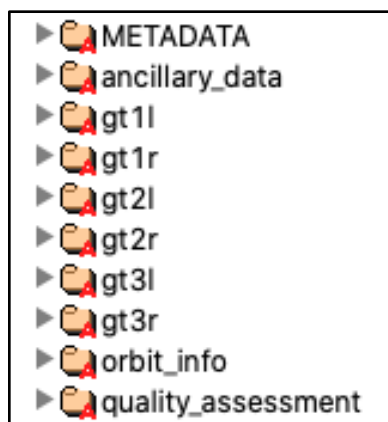 METADATA
ancillary_data
gt1l
gt1r
gt2l
gt2r
gt3l
gt3r
orbit_info
quality_assessment